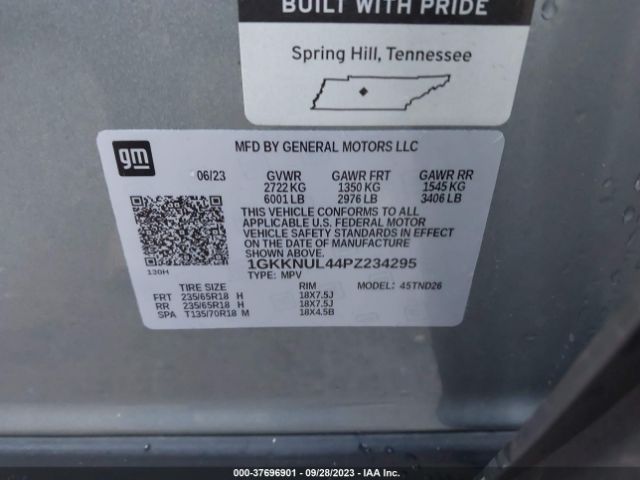 BUILT WITH PRIDE
Spring Hill, Tennessee
gm
MFD BY GENERAL MOTORS LLC
06/23 GVWR GAWR FRT GAWR RR
2722 KG 1350 KG 1545 KG
6001 LB 2976 LB 3406 LB
THIS VEHICLE CONFORMS TO ALL
APPLICABLE U.S. FEDERAL MOTOR
VEHICLE SAFETY STANDARDS IN EFFECT
ON THE DATE OF MANUFACTURE
SHOWN ABOVE.
1GKKNUL44PZ234295
130H TYPE: MPV
TIRE SIZE RIM MODEL: 45TND26
FRT 235/65R18 H 18X7.5J
RR 235/65R18 H 18X7.5J
SPA T135/70R18 M 18X4.5B
000-37696901 - 09/28/2023 - IAA Inc.